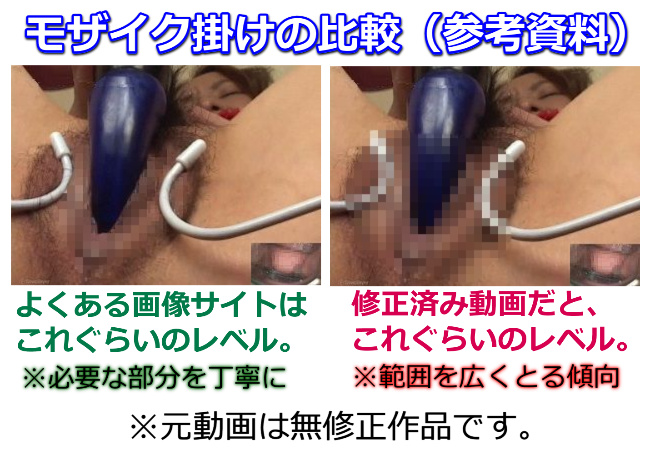 モザイク掛けの比較（参考資料）
よくある画像サイトは
これぐらいのレベル。
※必要な部分を丁寧に
修正済み動画だと、
これぐらいのレベル。
※範囲を広くとる傾向
※元動画は無修正作品です。